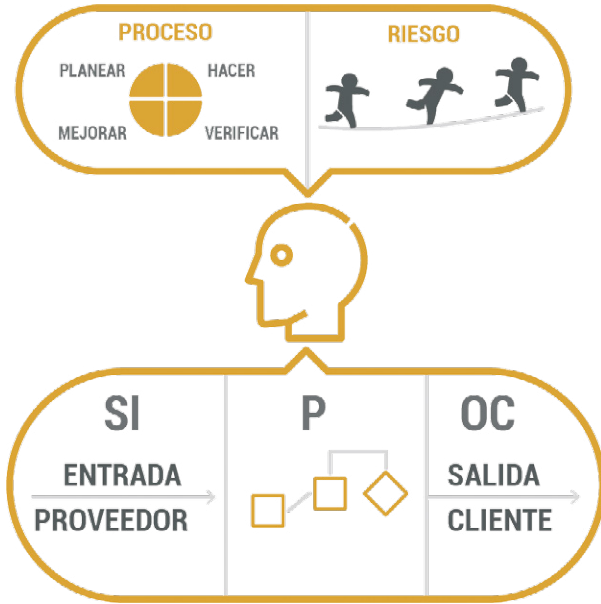 PROCESO
RIESGO
PLANEAR
HACER
MEJORAR
VERIFICAR
SI
P
OC
ENTRADA
PROVEEDOR
SALIDA
CLIENTE